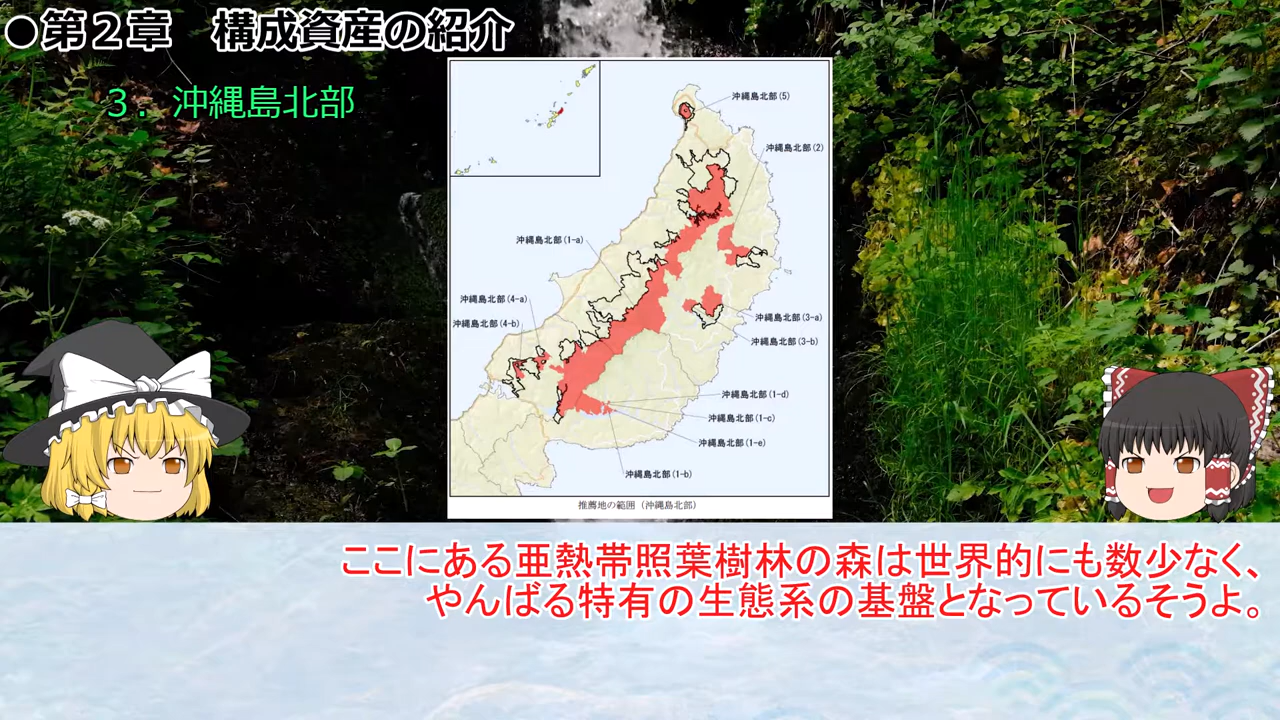 ○第２章　構成資産の紹介
３．沖縄島北部
沖縄島北部(5)
沖縄島北部(2)
沖縄島北部(1-a)
沖縄島北部(4-a)
沖縄島北部(4-b)
沖縄島北部(3-a)
沖縄島北部(3-b)
沖縄島北部(1-d)
沖縄島北部(1-c)
沖縄島北部(1-e)
沖縄島北部(1-b)
推薦地の範囲（沖縄島北部）
ここにある亜熱帯照葉樹林の森は世界的にも数少なく、
やんばる特有の生態系の基盤となっているそうよ。